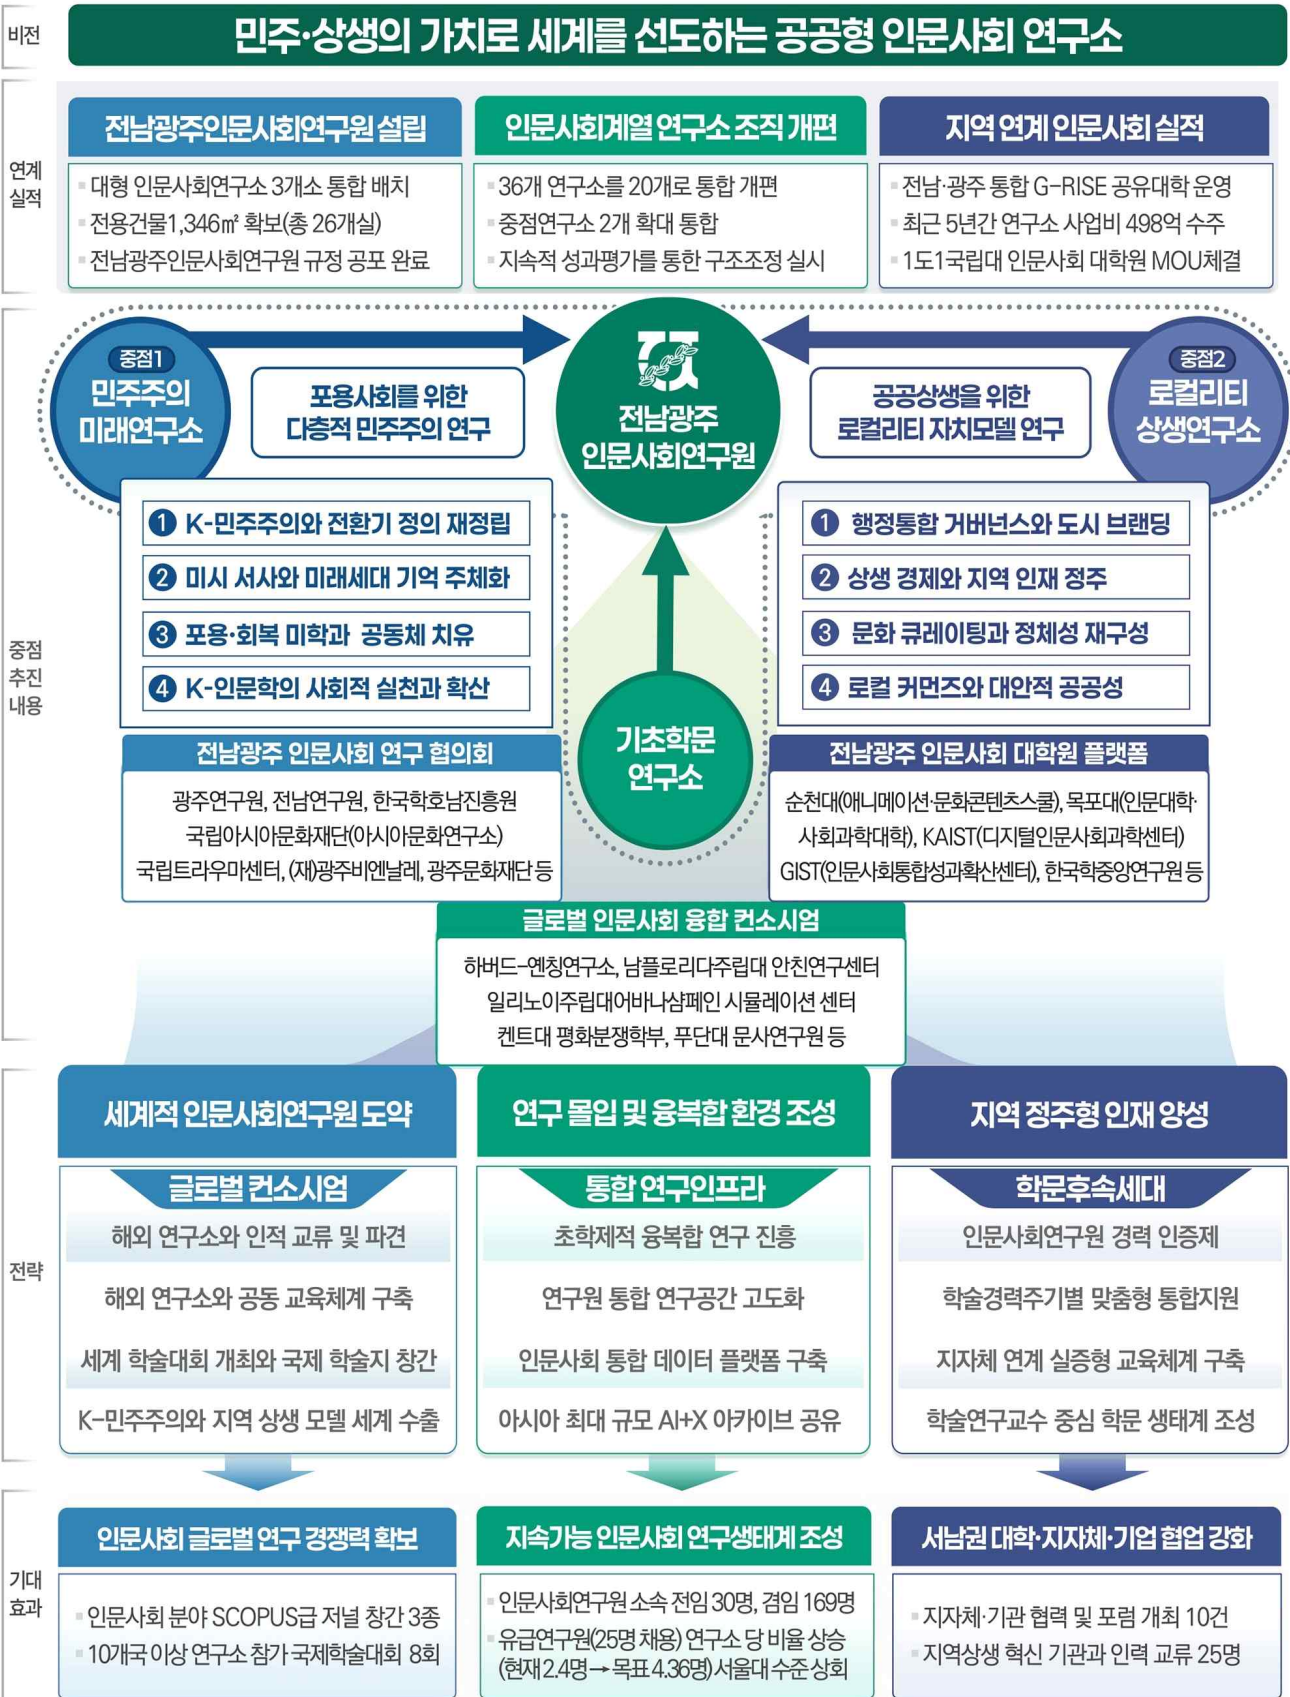 비전
민주·상생의 가치로 세계를 선도하는 공공형 인문사회 연구소
연계
실적
전남광주인문사회연구원 설립
대형 인문사회연구소 3개소 통합 배치
전용건물1,346㎡ 확보(총 26개실)
전남광주인문사회연구원 규정 공포 완료
인문사회계열 연구소 조직 개편
36개 연구소를 20개로 통합 개편
중점연구소 2개 확대 통합
지속적 성과평가를 통한 구조조정 실시
지역 연계 인문사회 실적
전남·광주 통합 G-RISE 공유대학 운영
최근 5년간 연구소 사업비 498억 수주
1도1국립대 인문사회 대학원 MOU체결
중점
추진
내용
중점1
민주주의
미래연구소
포용사회를 위한
다층적 민주주의 연구
전남광주
인문사회연구원
공공상생을 위한
로컬리티 자치모델 연구
중점2
로컬리티
상생연구소
1 K-민주주의와 전환기 정의 재정립
2 미시 서사와 미래세대 기억 주체화
3 포용·회복 미학과 공동체 치유
4 K-인문학의 사회적 실천과 확산
1 행정통합 거버넌스와 도시 브랜딩
2 상생 경제와 지역 인재 정주
3 문화 큐레이팅과 정체성 재구성
4 로컬 커먼즈와 대안적 공공성
기초학문
연구소
전남광주 인문사회 연구 협의회
광주연구원, 전남연구원, 한국학호남진흥원
국립아시아문화재단(아시아문화연구소)
국립트라우마센터, (재)광주비엔날레, 광주문화재단 등
전남광주 인문사회 대학원 플랫폼
순천대(애니메이션·문화콘텐츠스쿨), 목포대(인문대학·
사회과학대학), KAIST(디지털인문사회과학센터)
GIST(인문사회통합성과확산센터), 한국학중앙연구원 등
글로벌 인문사회 융합 컨소시엄
하버드-옌칭연구소, 남플로리다주립대 안친연구센터
일리노이주립대어바나샴페인 시뮬레이션 센터
켄트대 평화분쟁학부, 푸단대 문사연구원 등
전략
세계적 인문사회연구원 도약
글로벌 컨소시엄
해외 연구소와 인적 교류 및 파견
해외 연구소와 공동 교육체계 구축
세계 학술대회 개최와 국제 학술지 창간
K-민주주의와 지역 상생 모델 세계 수출
연구 몰입 및 융복합 환경 조성
통합 연구인프라
초학제적 융복합 연구 진흥
연구원 통합 연구공간 고도화
인문사회 통합 데이터 플랫폼 구축
아시아 최대 규모 AI+X 아카이브 공유
지역 정주형 인재 양성
학문후속세대
인문사회연구원 경력 인증제
학술경력주기별 맞춤형 통합지원
지자체 연계 실증형 교육체계 구축
학술연구교수 중심 학문 생태계 조성
기대
효과
인문사회 글로벌 연구 경쟁력 확보
인문사회 분야 SCOPUS급 저널 창간 3종
10개국 이상 연구소 참가 국제학술대회 8회
지속가능 인문사회 연구생태계 조성
인문사회연구원 소속 전임 30명, 겸임 169명
유급연구원(25명 채용) 연구소 당 비율 상승
(현재 2.4명→목표 4.36명) 서울대 수준 상회
서남권 대학·지자체·기업 협업 강화
지자체·기관 협력 및 포럼 개최 10건
지역상생 혁신 기관과 인력 교류 25명